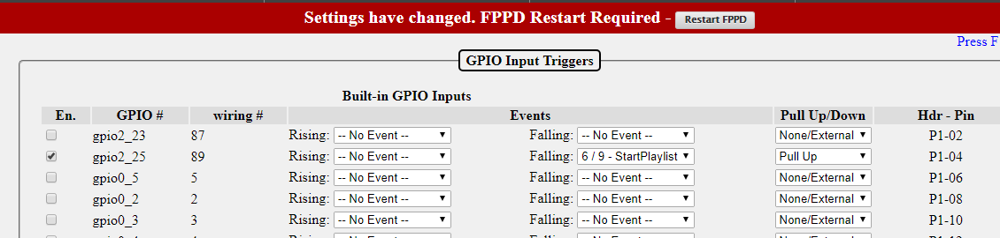 Settings have changed. FPPD Restart Required - Restart FPPD
Press F
GPIO Input Triggers
Built-in GPIO Inputs
En. GPIO # wiring # Events Pull Up/Down Hdr - Pin
gpio2_23 87 Rising: -- No Event -- Falling: -- No Event -- None/External P1-02
gpio2_25 89 Rising: -- No Event -- Falling: 6 / 9 - StartPlaylist Pull Up P1-04
gpio0_5 5 Rising: -- No Event -- Falling: -- No Event -- None/External P1-06
gpio0_2 2 Rising: -- No Event -- Falling: -- No Event -- None/External P1-08
gpio0_3 3 Rising: -- No Event -- Falling: -- No Event -- None/External P1-10